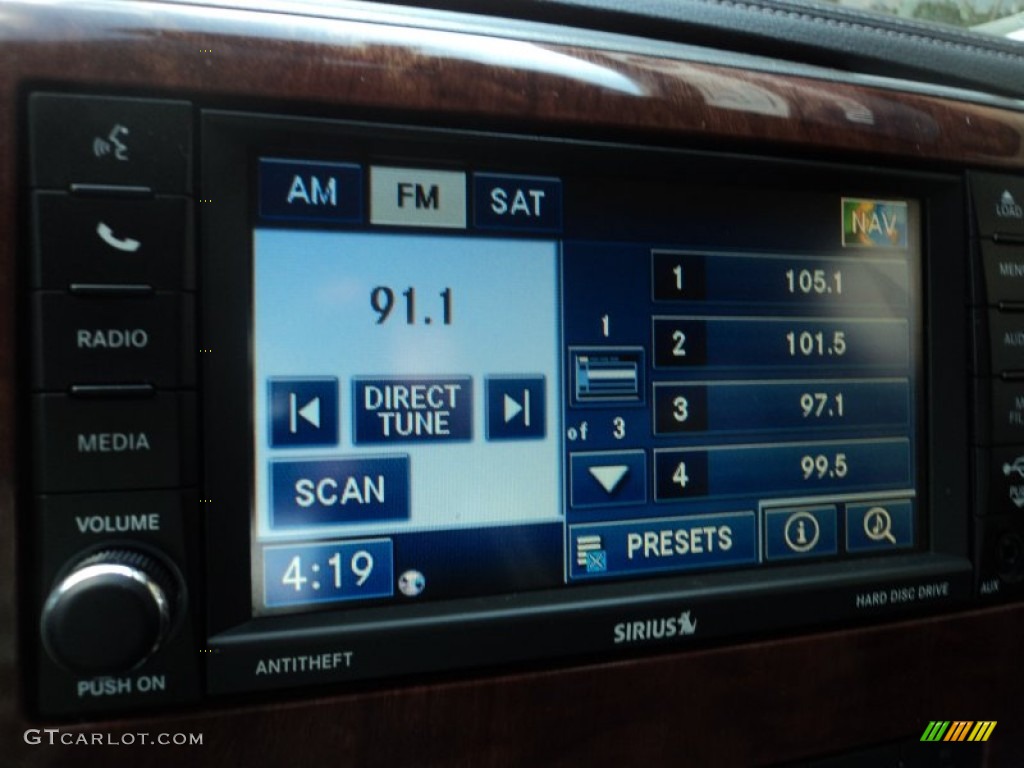 AM FM SAT NAV
91.1
DIRECT
TUNE
SCAN
4:19
1
of 3
1 105.1
2 101.5
3 97.1
4 99.5
PRESETS
RADIO
MEDIA
VOLUME
PUSH ON
ANTITHEFT
SIRIUS
HARD DISC DRIVE
LOAD
AUX
GTCARLOT.COM